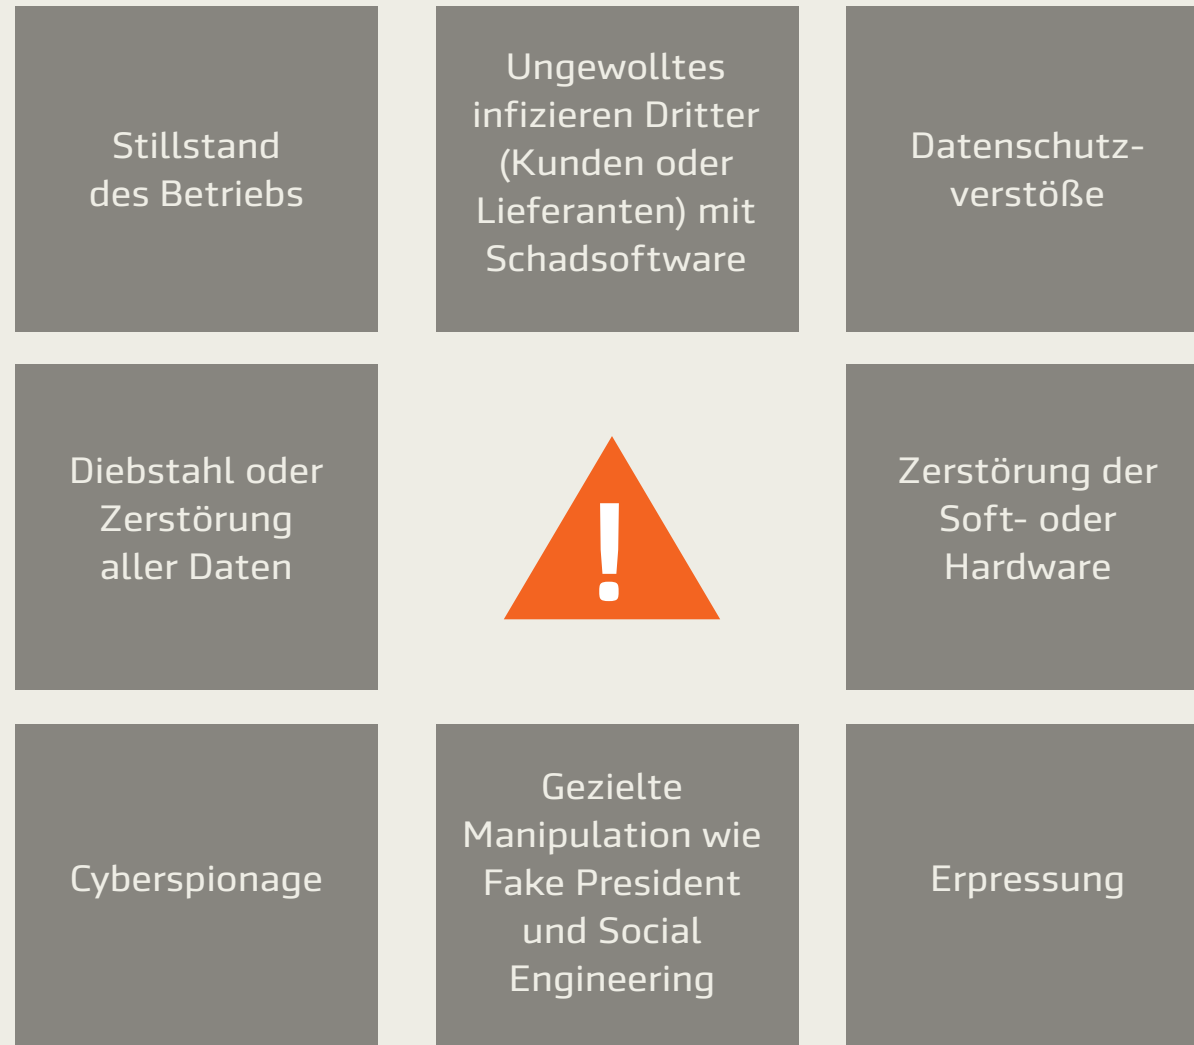 Stillstand
des Betriebs
Ungewolltes
infizieren Dritter
(Kunden oder
Lieferanten) mit
Schadsoftware
Datenschutz-
verstöße
Diebstahl oder
Zerstörung
aller Daten
!
Zerstörung der
Soft- oder
Hardware
Cyberspionage
Gezielte
Manipulation wie
Fake President
und Social
Engineering
Erpressung